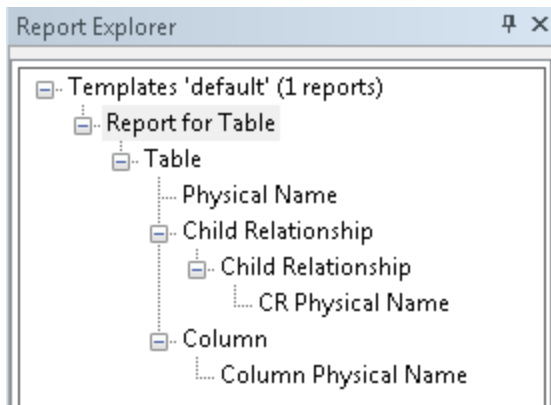 Report Explorer
Templates 'default' (1 reports)
Report for Table
Table
Physical Name
Child Relationship
Child Relationship
CR Physical Name
Column
Column Physical Name